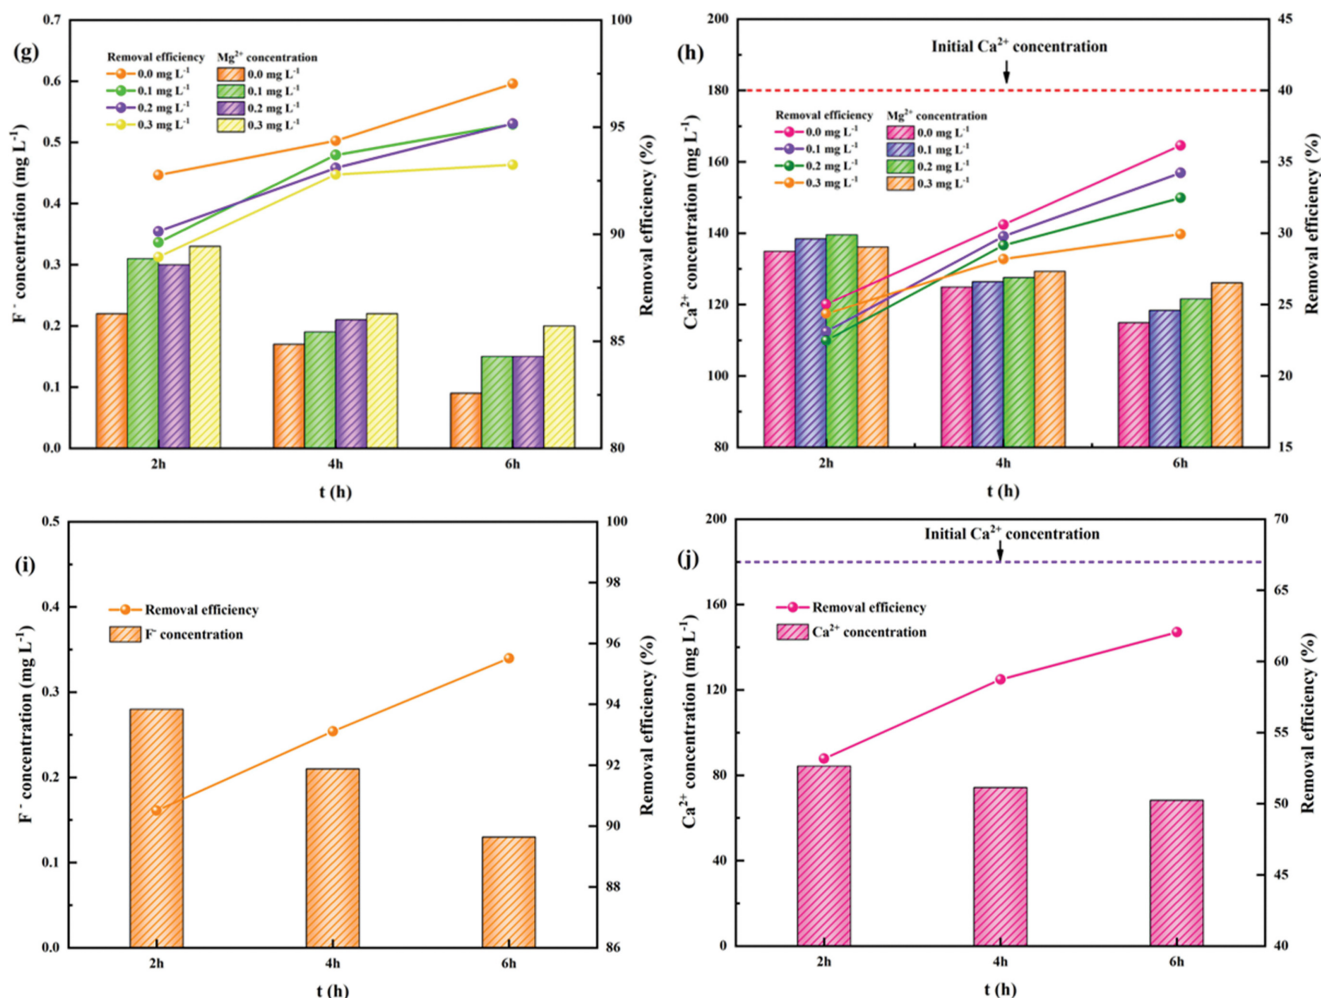 (g)
Removal efficiency Mg²⁺ concentration
0.0 mg L⁻¹ 0.0 mg L⁻¹
0.1 mg L⁻¹ 0.1 mg L⁻¹
0.2 mg L⁻¹ 0.2 mg L⁻¹
0.3 mg L⁻¹ 0.3 mg L⁻¹
F⁻ concentration (mg L⁻¹)
0.7
0.6
0.5
0.4
0.3
0.2
0.1
0.0
100
95
90
85
80
Removal efficiency (%)
2h 4h 6h
t (h)
(h)
Initial Ca²⁺ concentration
Removal efficiency Mg²⁺ concentration
0.0 mg L⁻¹ 0.0 mg L⁻¹
0.1 mg L⁻¹ 0.1 mg L⁻¹
0.2 mg L⁻¹ 0.2 mg L⁻¹
0.3 mg L⁻¹ 0.3 mg L⁻¹
Ca²⁺ concentration (mg L⁻¹)
200
180
160
140
120
100
80
45
40
35
30
25
20
15
Removal efficiency (%)
2h 4h 6h
t (h)
(i)
Removal efficiency
F⁻ concentration
F⁻ concentration (mg L⁻¹)
0.5
0.4
0.3
0.2
0.1
0.0
100
98
96
94
92
90
88
86
Removal efficiency (%)
2h 4h 6h
t (h)
(j)
Initial Ca²⁺ concentration
Removal efficiency
Ca²⁺ concentration
Ca²⁺ concentration (mg L⁻¹)
200
160
120
80
40
0
70
65
60
55
50
45
40
Removal efficiency (%)
2h 4h 6h
t (h)